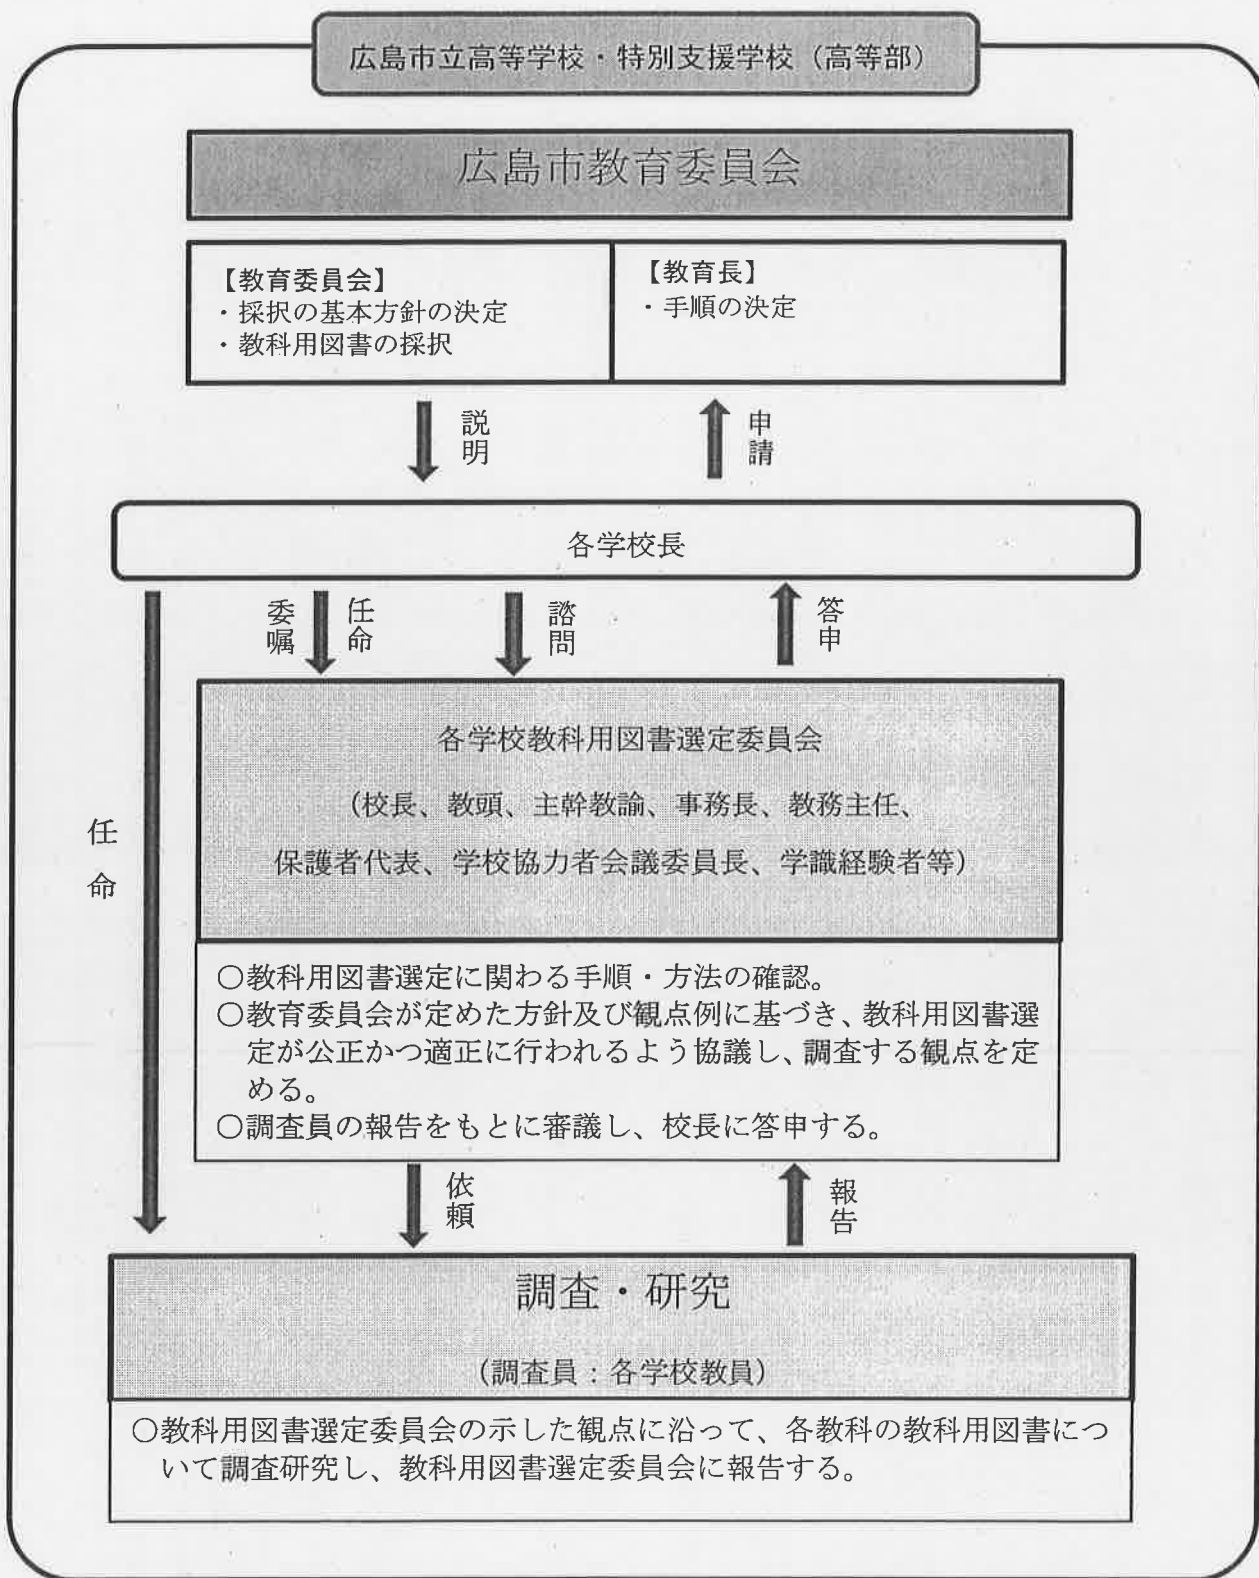 広島市立高等学校・特別支援学校（高等部）
広島市教育委員会
【教育委員会】
・採択の基本方針の決定
・教科用図書の採択
【教育長】
・手順の決定
説明
申請
各学校長
委嘱
任命
諮問
答申
任命
各学校教科用図書選定委員会
（校長、教頭、主幹教諭、事務長、教務主任、
保護者代表、学校協力者会議委員長、学識経験者等）
○教科用図書選定に関わる手順・方法の確認。
○教育委員会が定めた方針及び観点例に基づき、教科用図書選
定が公正かつ適正に行われるよう協議し、調査する観点を定
める。
○調査員の報告をもとに審議し、校長に答申する。
依頼
報告
調査・研究
（調査員：各学校教員）
○教科用図書選定委員会の示した観点に沿って、各教科の教科用図書につ
いて調査研究し、教科用図書選定委員会に報告する。